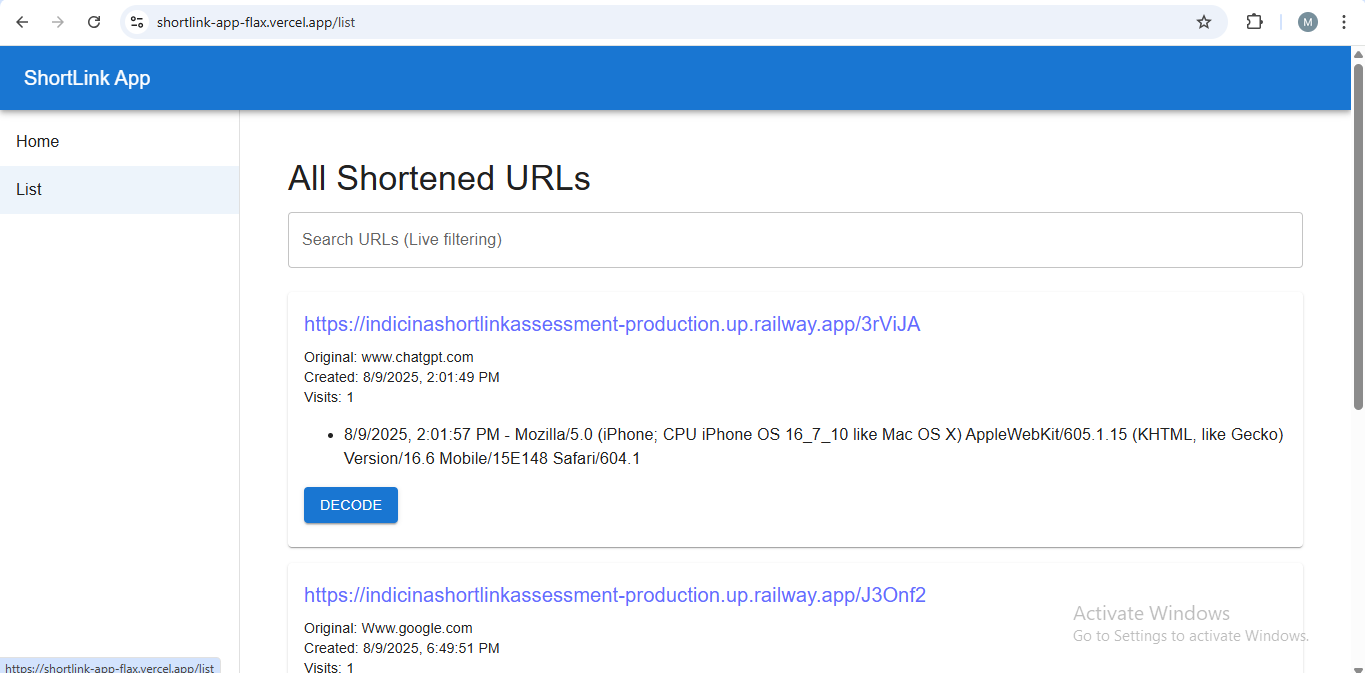 shortlink-app-flax.vercel.app/list
M
ShortLink App
Home
List
All Shortened URLs
Search URLs (Live filtering)
https://indicinashortlinkassessment-production.up.railway.app/3rViJA
Original: www.chatgpt.com
Created: 8/9/2025, 2:01:49 PM
Visits: 1
8/9/2025, 2:01:57 PM - Mozilla/5.0 (iPhone; CPU iPhone OS 16_7_10 like Mac OS X) AppleWebKit/605.1.15 (KHTML, like Gecko)
Version/16.6 Mobile/15E148 Safari/604.1
DECODE
https://indicinashortlinkassessment-production.up.railway.app/J3Onf2
Original: Www.google.com
Created: 8/9/2025, 6:49:51 PM
Visits: 1
Activate Windows
Go to Settings to activate Windows.
https://shortlink-app-flax.vercel.app/list